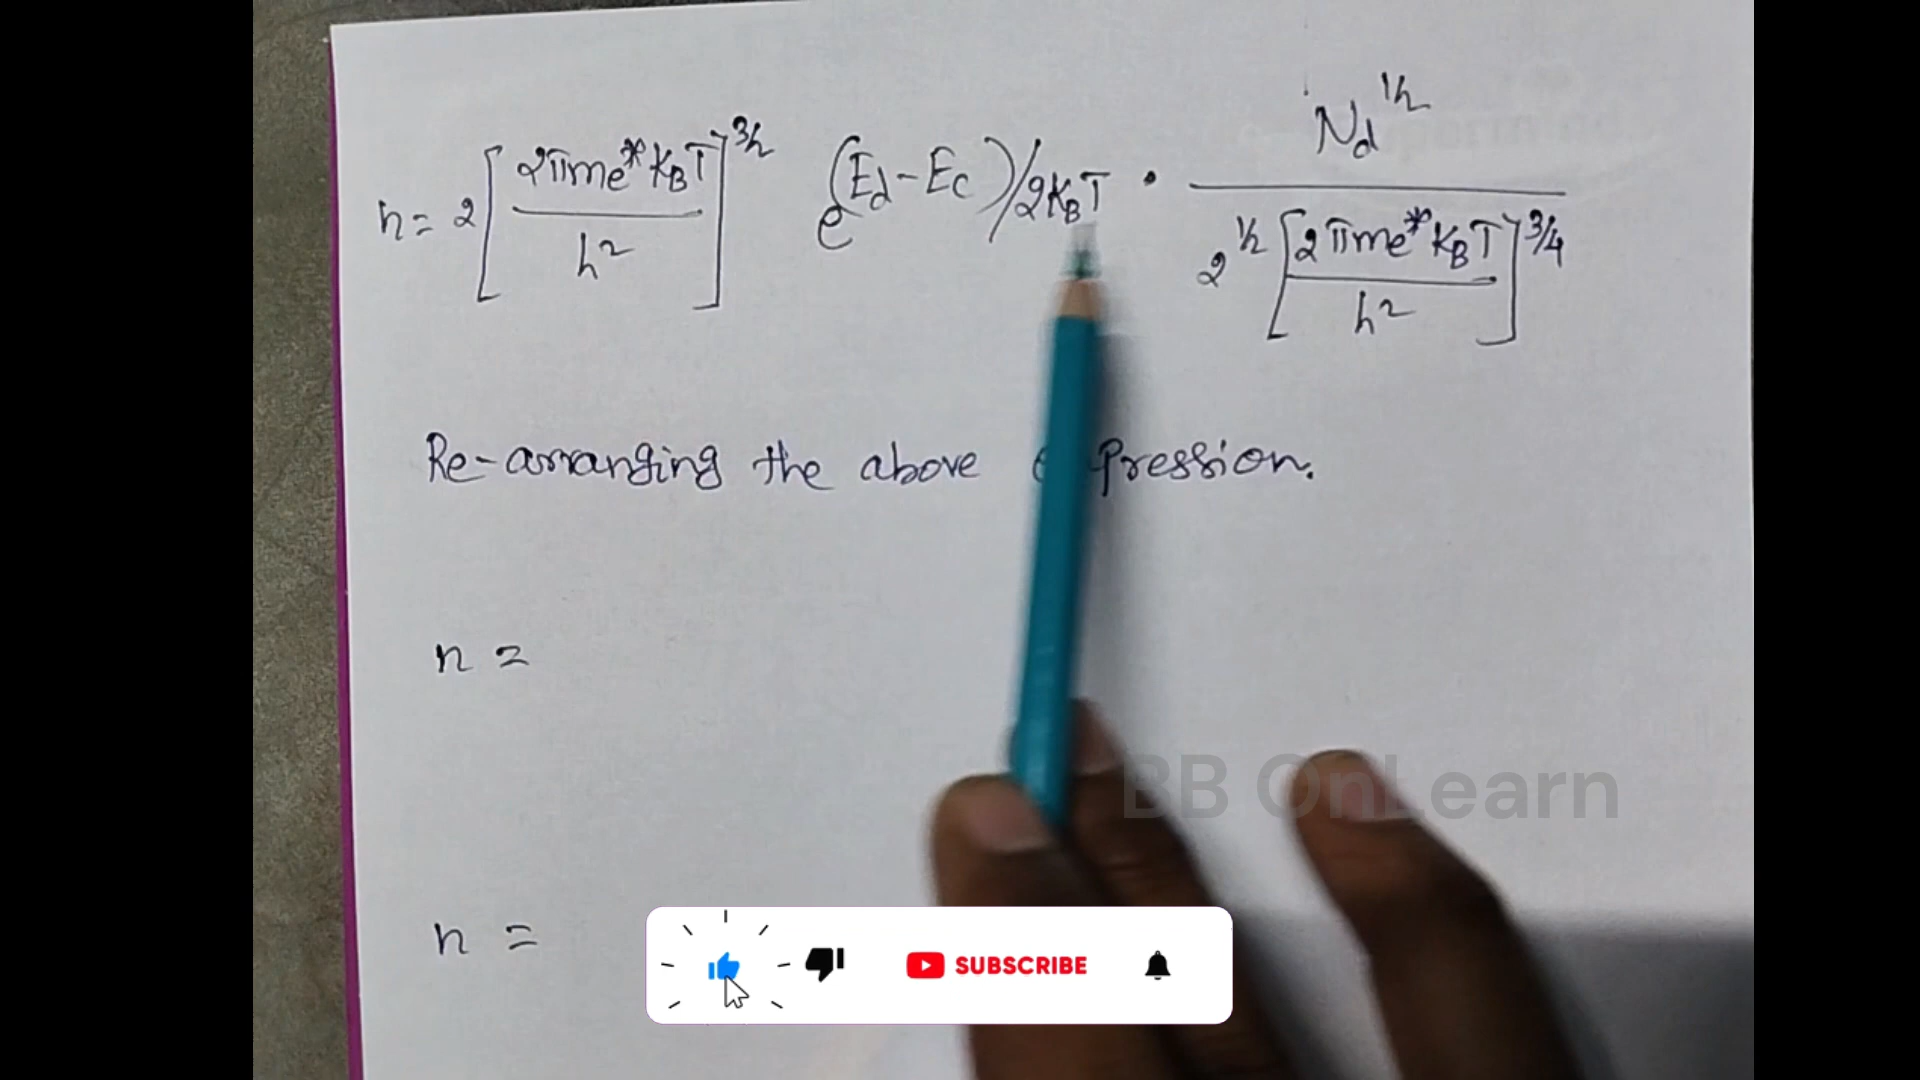 n = 2 [2πme*KBT / h²]^3/2 e^(Ed - Ec)/2KBT · Nd^1/2 / 2^1/2 [2πme*KBT / h²]^3/4
Re-arranging the above pression.
n =
BB OnLearn
n =
SUBSCRIBE